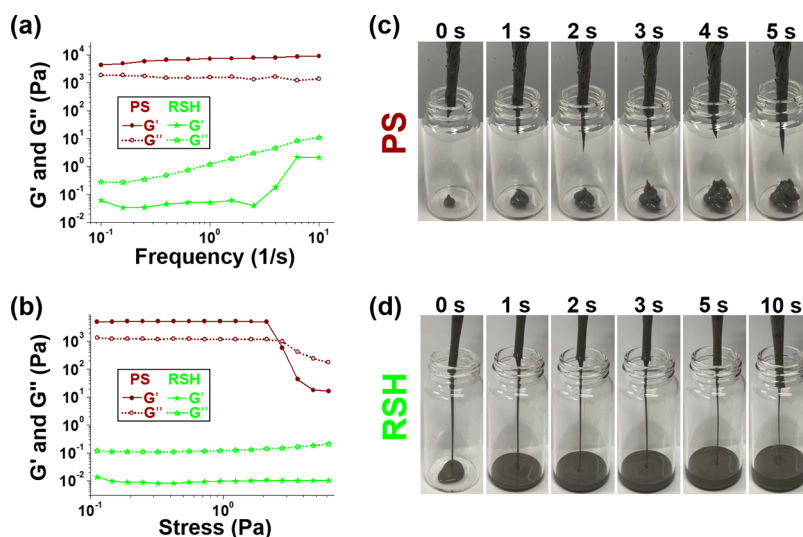 (a)
10⁴
10³
10²
10¹
10⁰
10⁻¹
10⁻²
G' and G'' (Pa)
PS RSH
G' G'
G'' G''
10⁻¹ 10⁰ 10¹
Frequency (1/s)
(b)
10³
10²
10¹
10⁰
10⁻¹
10⁻²
G' and G'' (Pa)
PS RSH
G' G'
G'' G''
10⁻¹ 10⁰ 10¹
Stress (Pa)
(c)
0 s 1 s 2 s 3 s 4 s 5 s
PS
(d)
0 s 1 s 2 s 3 s 5 s 10 s
RSH